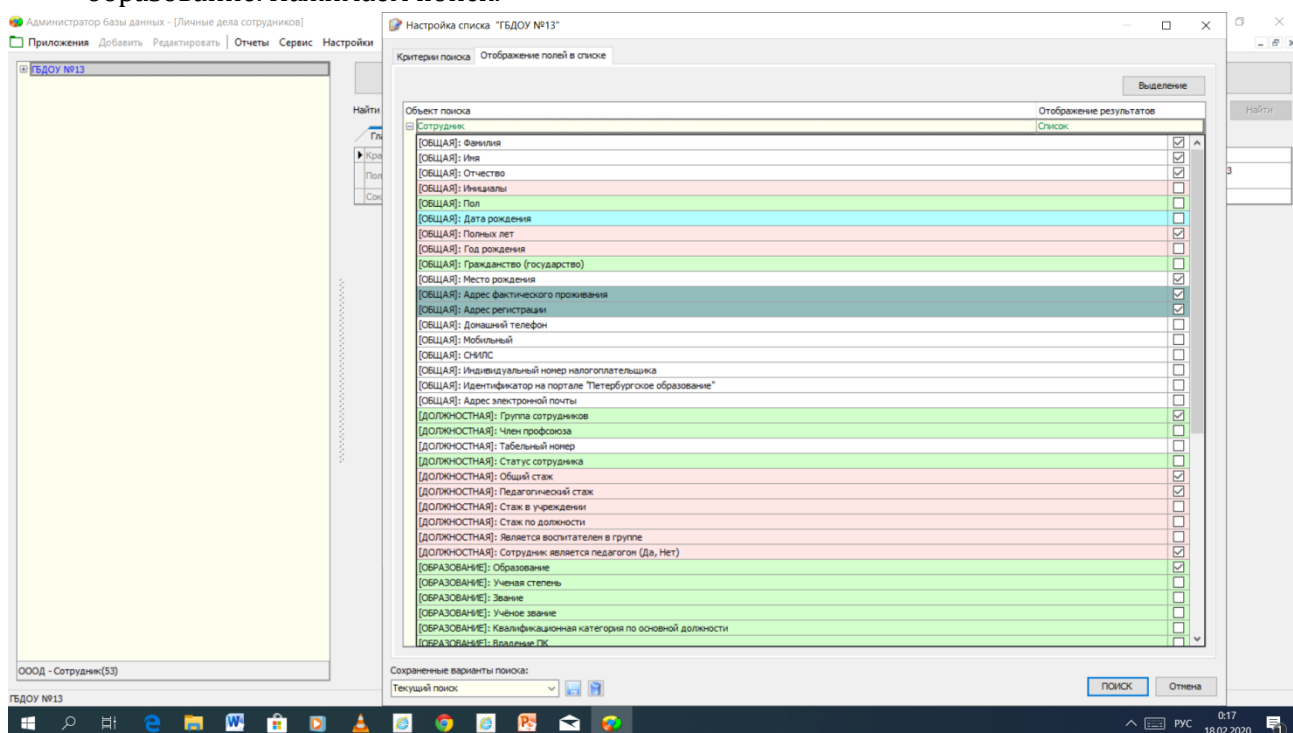 Администратор базы данных - [Личные дела сотрудников]
Приложения Добавить Редактировать Отчеты Сервис Настройки
ГБДОУ №13
Найти
Найти
Кра
Пол
3
Настройка списка "ГБДОУ №13"
Критерии поиска Отображение полей в списке
Выделение
Объект поиска Отображение результатов
Сотрудник Список
[ОБЩАЯ]: Фамилия
[ОБЩАЯ]: Имя
[ОБЩАЯ]: Отчество
[ОБЩАЯ]: Инициалы
[ОБЩАЯ]: Пол
[ОБЩАЯ]: Дата рождения
[ОБЩАЯ]: Полных лет
[ОБЩАЯ]: Год рождения
[ОБЩАЯ]: Гражданство (государство)
[ОБЩАЯ]: Место рождения
[ОБЩАЯ]: Адрес фактического проживания
[ОБЩАЯ]: Адрес регистрации
[ОБЩАЯ]: Домашний телефон
[ОБЩАЯ]: Мобильный
[ОБЩАЯ]: СНИЛС
[ОБЩАЯ]: Индивидуальный номер налогоплательщика
[ОБЩАЯ]: Идентификатор на портале "Петербургское образование"
[ОБЩАЯ]: Адрес электронной почты
[ДОЛЖНОСТНАЯ]: Группа сотрудников
[ДОЛЖНОСТНАЯ]: Член профсоюза
[ДОЛЖНОСТНАЯ]: Табельный номер
[ДОЛЖНОСТНАЯ]: Статус сотрудника
[ДОЛЖНОСТНАЯ]: Общий стаж
[ДОЛЖНОСТНАЯ]: Педагогический стаж
[ДОЛЖНОСТНАЯ]: Стаж в учреждении
[ДОЛЖНОСТНАЯ]: Стаж по должности
[ДОЛЖНОСТНАЯ]: Является воспитателем в группе
[ДОЛЖНОСТНАЯ]: Сотрудник является педагогом (Да, Нет)
[ОБРАЗОВАНИЕ]: Образование
[ОБРАЗОВАНИЕ]: Ученая степень
[ОБРАЗОВАНИЕ]: Звание
[ОБРАЗОВАНИЕ]: Учёное звание
[ОБРАЗОВАНИЕ]: Квалификационная категория по основной должности
[ОБРАЗОВАНИЕ]: Владение ПК
Сохраненные варианты поиска:
Текущий поиск
ПОИСК Отмена
ОООД - Сотрудник(53)
ГБДОУ №13
РУС
0:17
18.02.2020